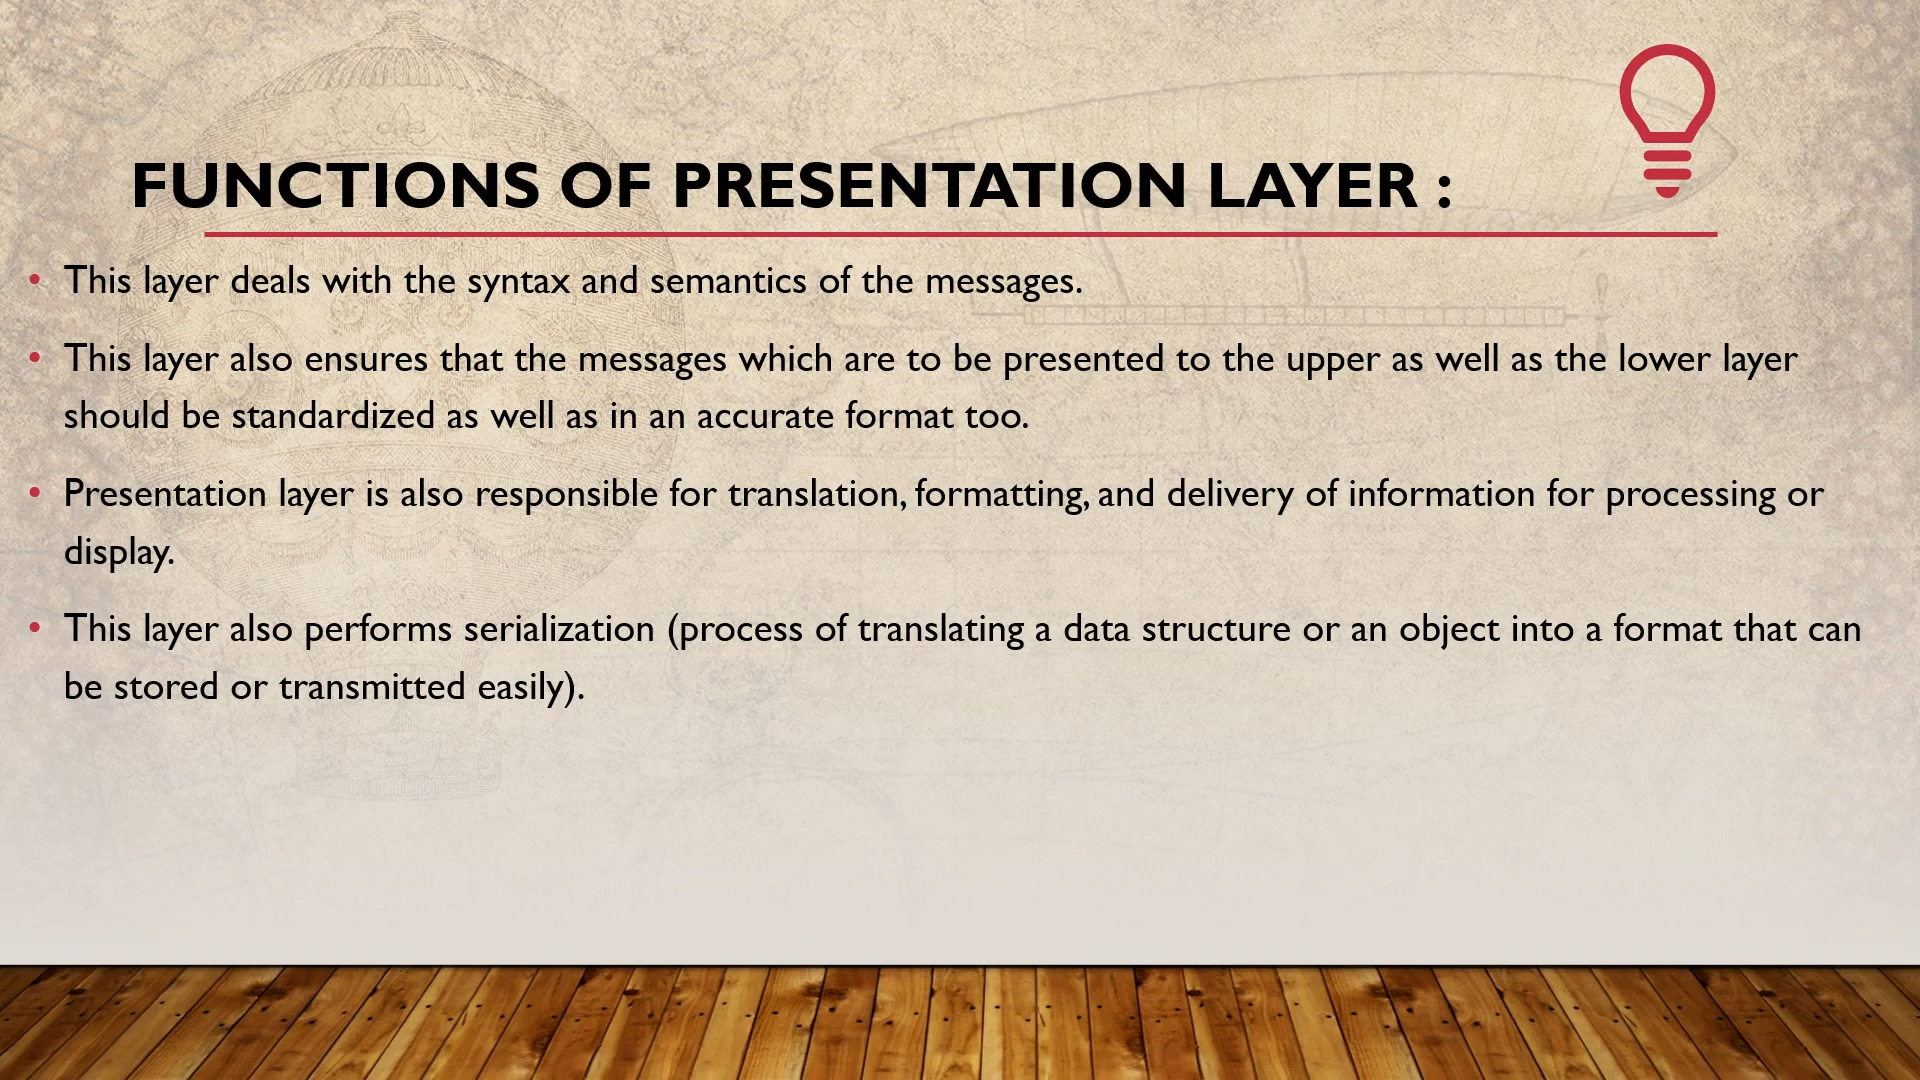 FUNCTIONS OF PRESENTATION LAYER :
• This layer deals with the syntax and semantics of the messages.
• This layer also ensures that the messages which are to be presented to the upper as well as the lower layer
should be standardized as well as in an accurate format too.
• Presentation layer is also responsible for translation, formatting, and delivery of information for processing or
display.
• This layer also performs serialization (process of translating a data structure or an object into a format that can
be stored or transmitted easily).